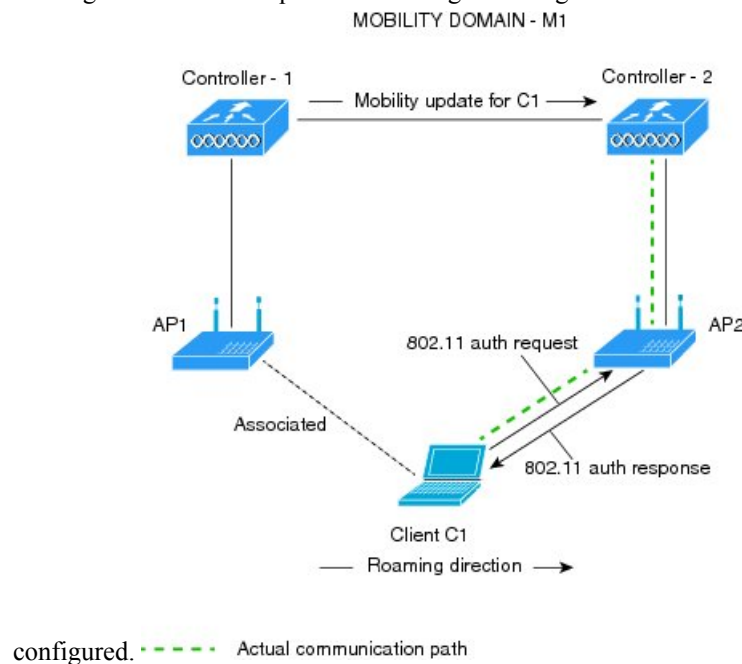 MOBILITY DOMAIN - M1
Controller - 1
Controller - 2
Mobility update for C1
AP1
AP2
802.11 auth request
Associated
802.11 auth response
Client C1
Roaming direction
configured.
Actual communication path